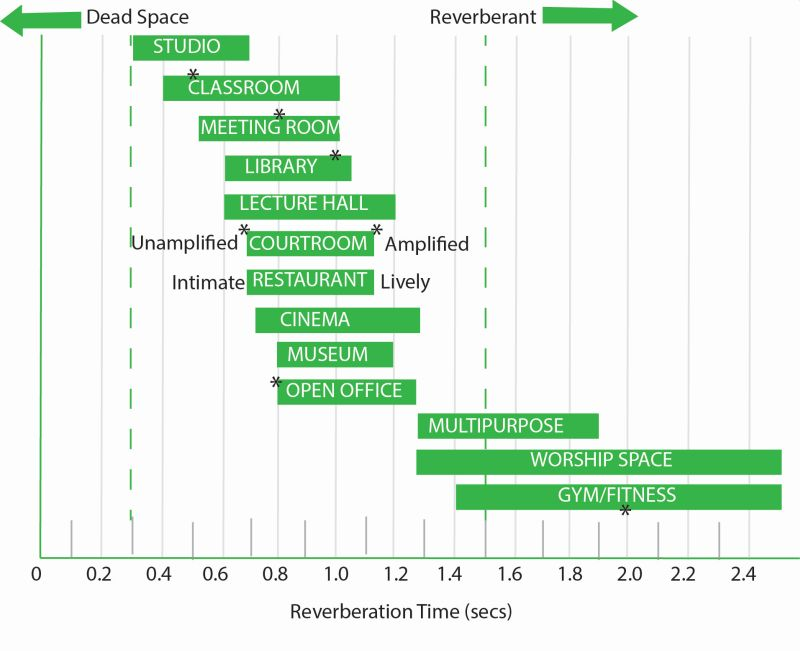 Dead Space Reverberant
STUDIO
*
CLASSROOM
*
MEETING ROOM
*
LIBRARY
LECTURE HALL
* *
Unamplified COURTROOM Amplified
Intimate RESTAURANT Lively
CINEMA
MUSEUM
* OPEN OFFICE
MULTIPURPOSE
WORSHIP SPACE
GYM/FITNESS
*
0 0.2 0.4 0.6 0.8 1.0 1.2 1.4 1.6 1.8 2.0 2.2 2.4
Reverberation Time (secs)